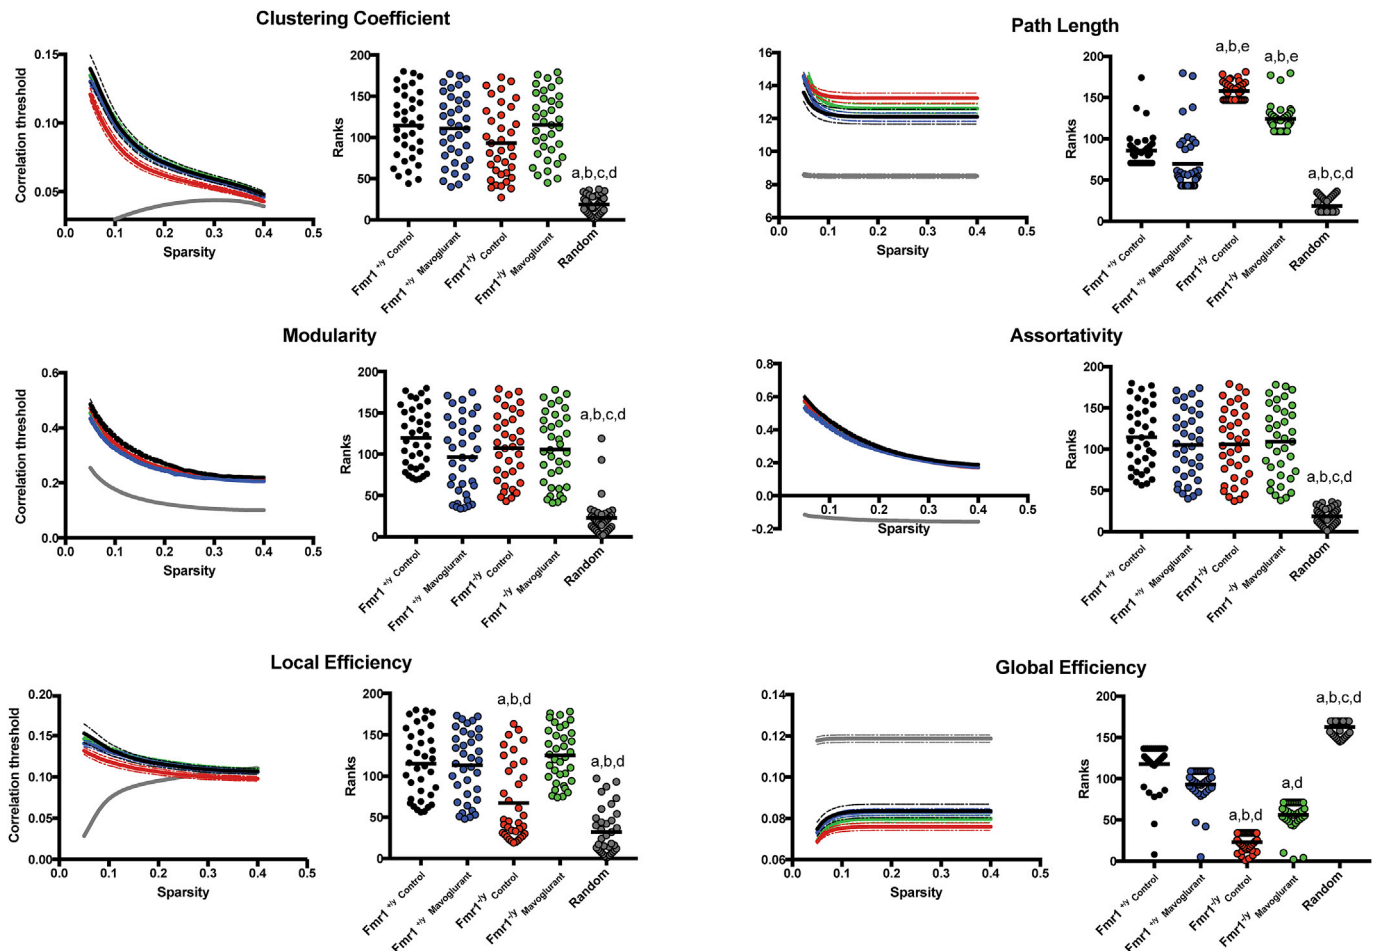 Clustering Coefficient
Correlation threshold
0.15
0.10
0.05
0.0 0.1 0.2 0.3 0.4 0.5
Sparsity
Ranks
200
150
100
50
0
a,b,c,d
Fmr1 +/y Control
Fmr1 +/y Mavoglurant
Fmr1-/y Control
Fmr1-/y Mavoglurant
Random
Path Length
16
14
12
10
8
6
0.0 0.1 0.2 0.3 0.4 0.5
Sparsity
Ranks
200
150
100
50
0
a,b,e
a,b,e
a,b,c,d
Fmr1 +/y Control
Fmr1 +/y Mavoglurant
Fmr1-/y Control
Fmr1-/y Mavoglurant
Random
Modularity
Correlation threshold
0.6
0.4
0.2
0.0
0.0 0.1 0.2 0.3 0.4 0.5
Sparsity
Ranks
200
150
100
50
0
a,b,c,d
Fmr1 +/y Control
Fmr1 +/y Mavoglurant
Fmr1-/y Control
Fmr1 -/y Mavoglurant
Random
Assortativity
0.8
0.6
0.4
0.2
0.0
-0.2
0.1 0.2 0.3 0.4 0.5
Sparsity
Ranks
200
150
100
50
0
a,b,c,d
Fmr1 +/y Control
Fmr1 +/y Mavoglurant
Fmr1-/y Control
Fmr1 -/y Mavoglurant
Random
Local Efficiency
Correlation threshold
0.20
0.15
0.10
0.05
0.00
0.0 0.1 0.2 0.3 0.4 0.5
Sparsity
Ranks
200
150
100
50
0
a,b,d
a,b,d
Fmr1 +/y Control
Fmr1 +/y Mavoglurant
Fmr1-/y Control
Fmr1-/y Mavoglurant
Random
Global Efficiency
0.14
0.12
0.10
0.08
0.06
0.0 0.1 0.2 0.3 0.4 0.5
Sparsity
Ranks
200
150
100
50
0
a,b,d
a,d
a,b,c,d
Fmr1 +/y Control
Fmr1 +/y Mavoglurant
Fmr1-/y Control
Fmr1-/y Mavoglurant
Random